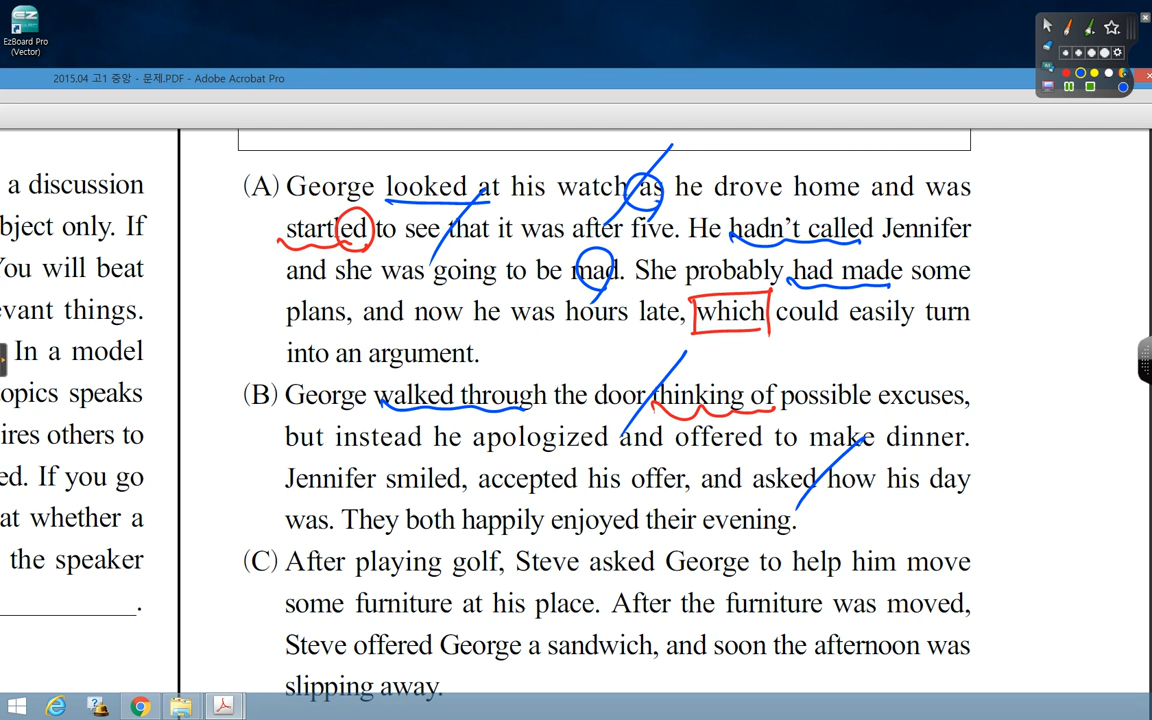 EzBoard Pro
(Vector)
2015.04 고1 중앙 - 문제.PDF - Adobe Acrobat Pro
a discussion
bject only. If
You will beat
evant things.
In a model
topics speaks
ires others to
ed. If you go
at whether a
the speaker
.
(A) George looked at his watch as he drove home and was
startled to see that it was after five. He hadn't called Jennifer
and she was going to be mad. She probably had made some
plans, and now he was hours late, which could easily turn
into an argument.
(B) George walked through the door thinking of possible excuses,
but instead he apologized and offered to make dinner.
Jennifer smiled, accepted his offer, and asked how his day
was. They both happily enjoyed their evening.
(C) After playing golf, Steve asked George to help him move
some furniture at his place. After the furniture was moved,
Steve offered George a sandwich, and soon the afternoon was
slipping away.